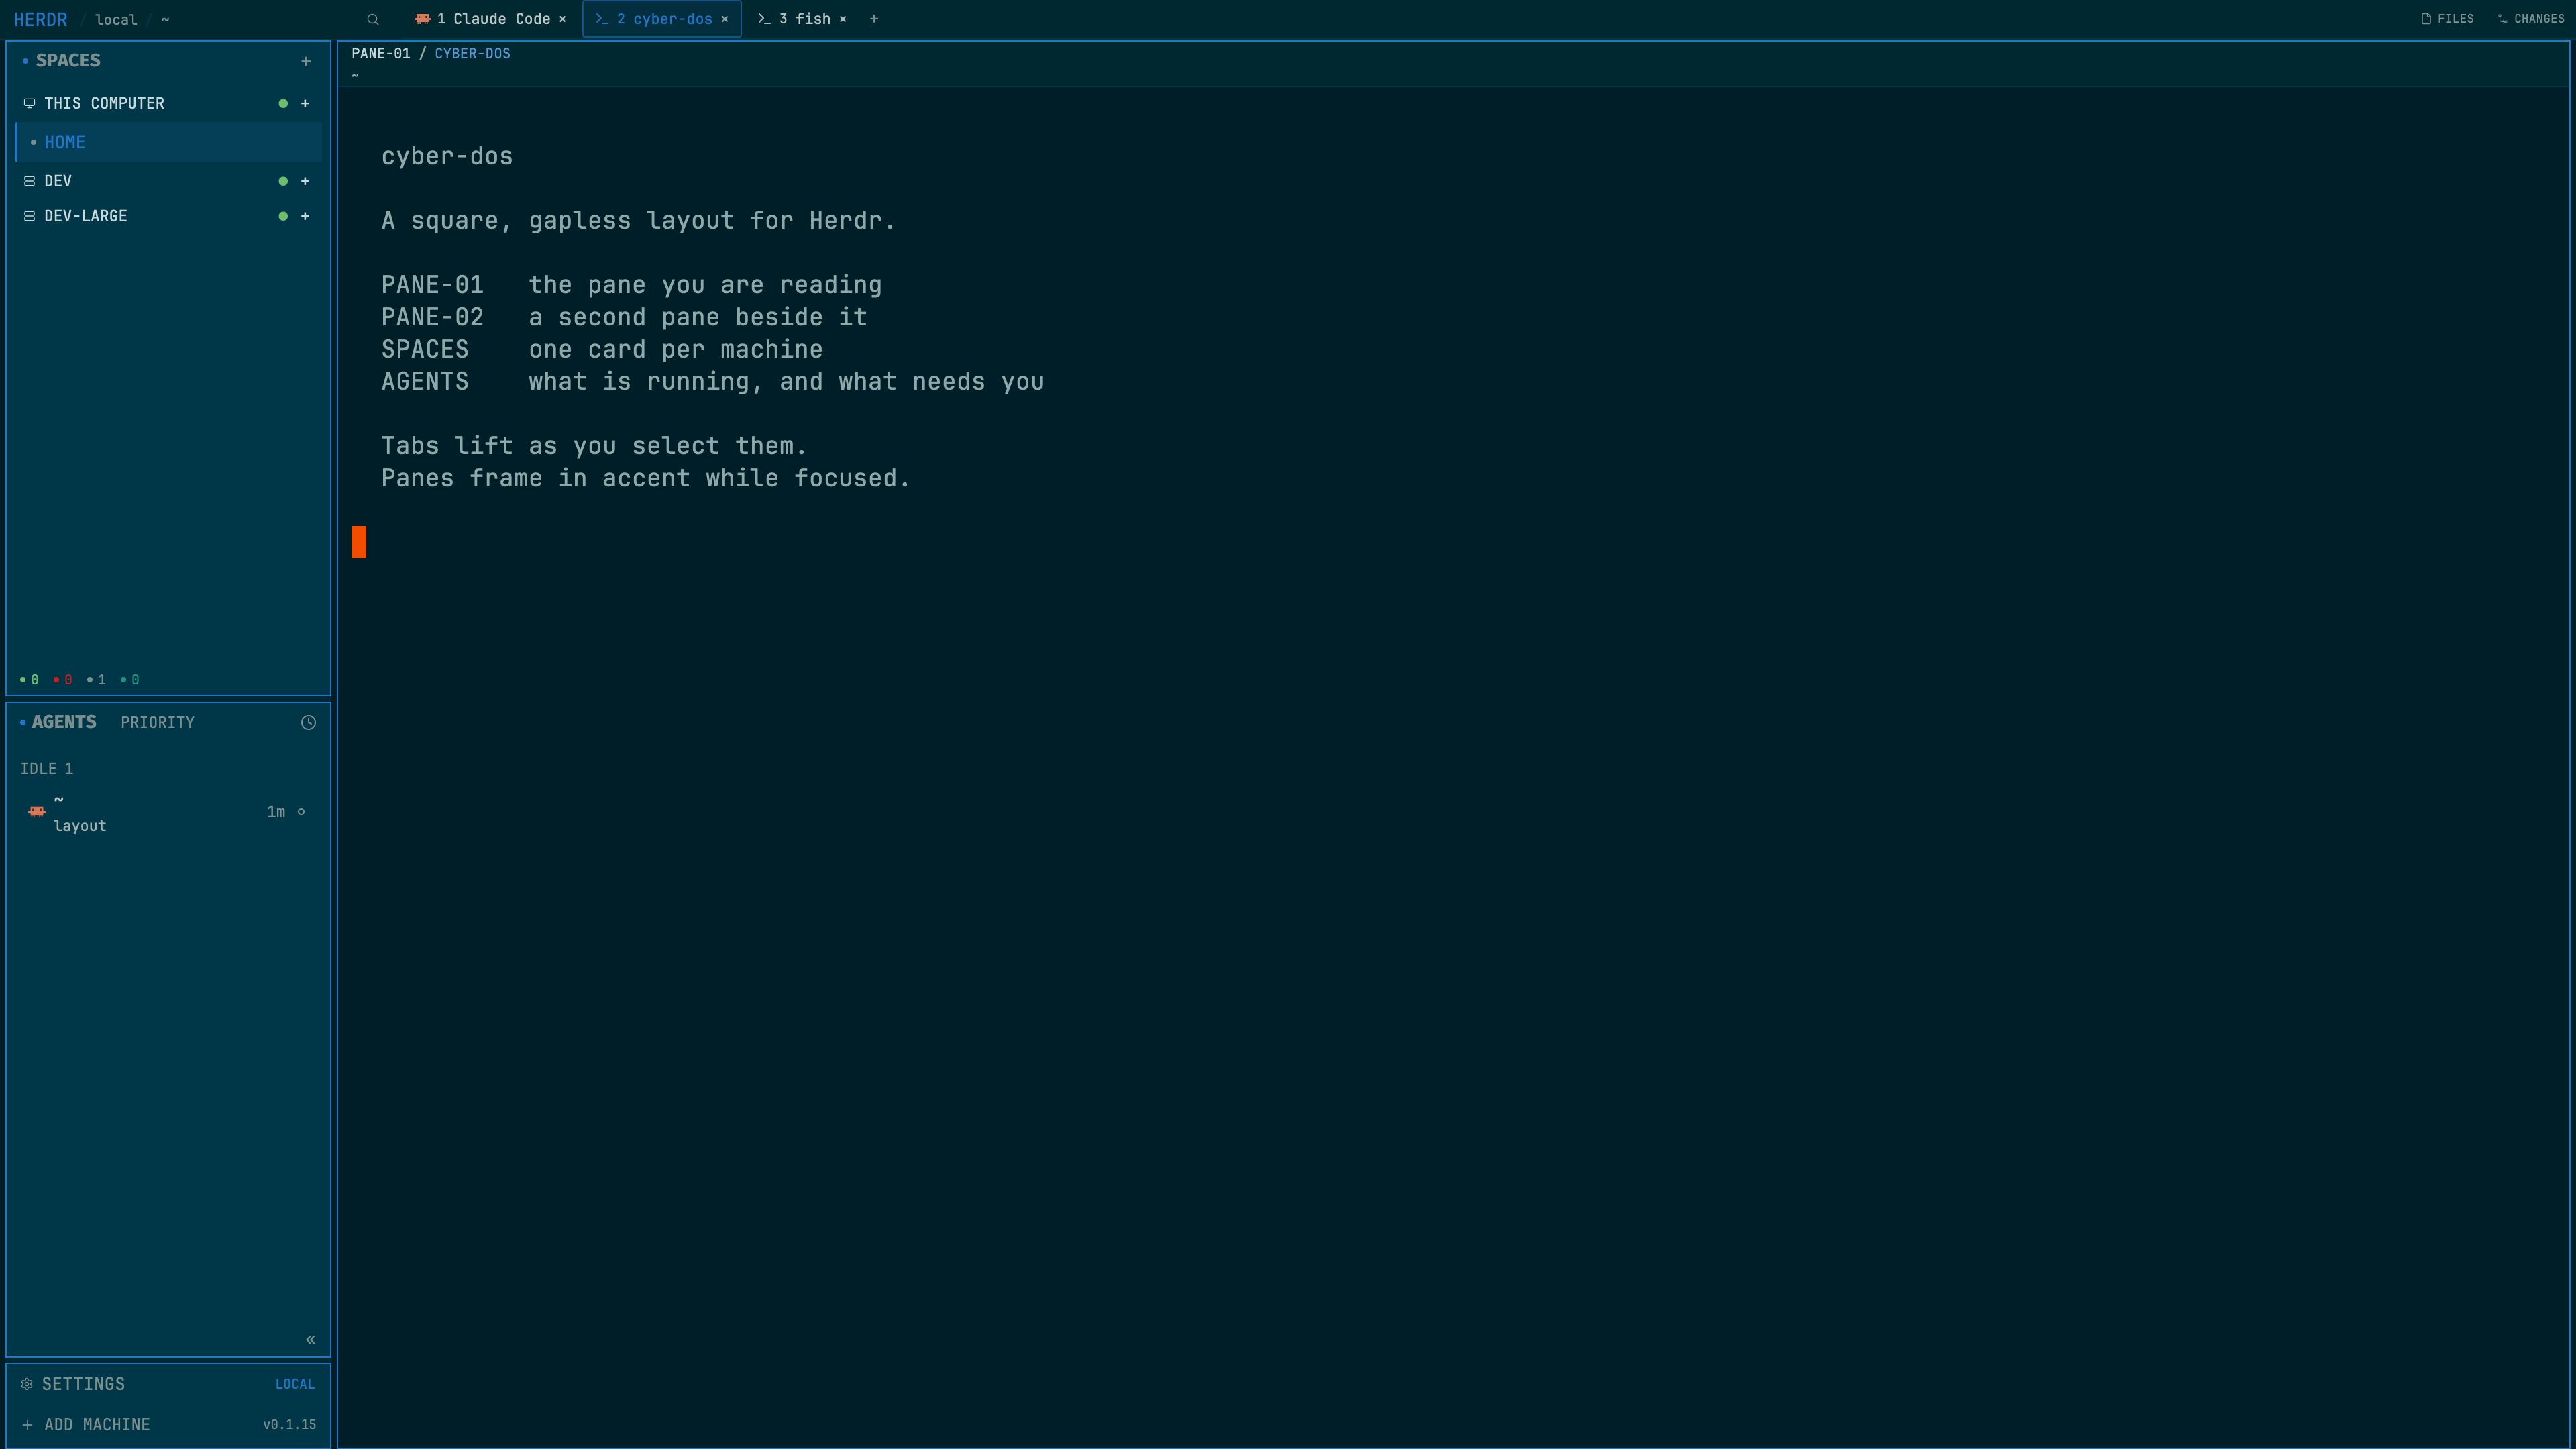 HERDR / local / ~
1 Claude Code ×
>_ 2 cyber-dos ×
>_ 3 fish ×
+
FILES
CHANGES
• SPACES +
THIS COMPUTER +
• HOME
DEV +
DEV-LARGE +
• 0 • 0 • 1 • 0
• AGENTS PRIORITY
IDLE 1
~
layout
1m
«
SETTINGS LOCAL
+ ADD MACHINE v0.1.15
PANE-01 / CYBER-DOS
~
cyber-dos
A square, gapless layout for Herdr.
PANE-01 the pane you are reading
PANE-02 a second pane beside it
SPACES one card per machine
AGENTS what is running, and what needs you
Tabs lift as you select them.
Panes frame in accent while focused.